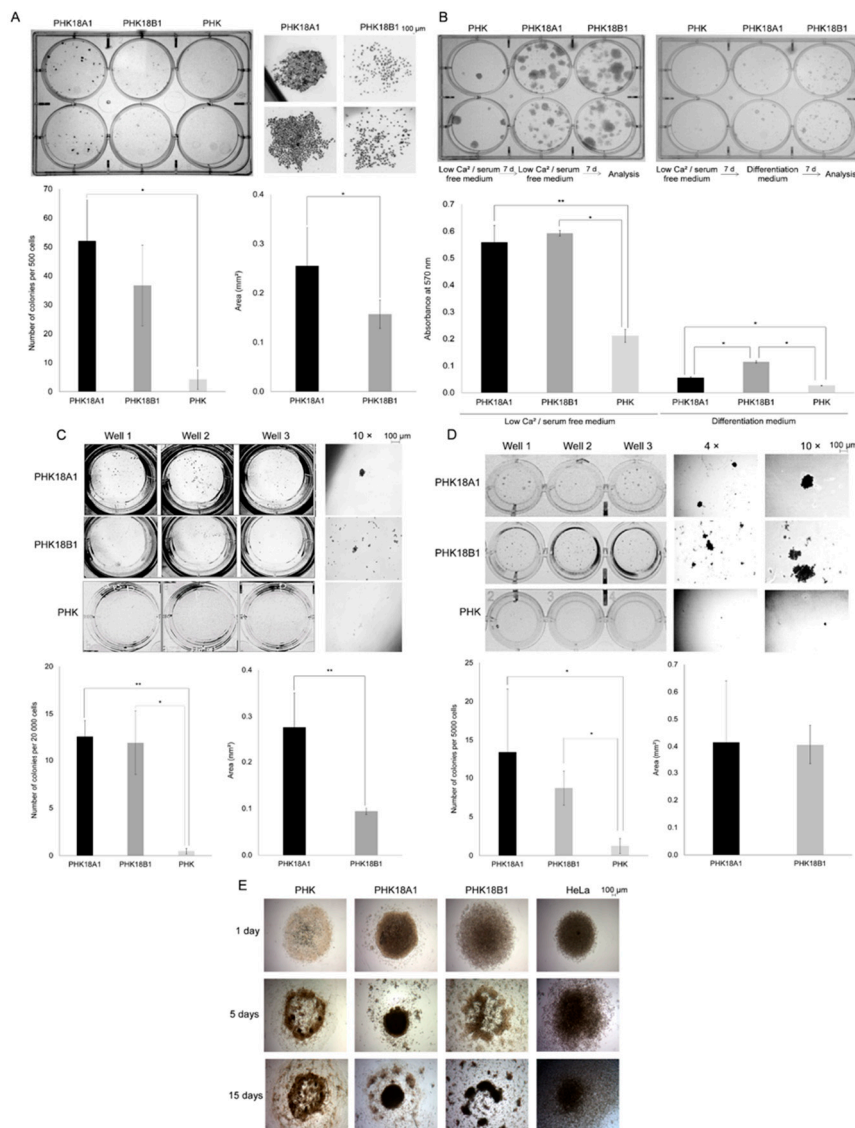 A
PHK18A1 PHK18B1 PHK
PHK18A1 PHK18B1 100 µm
Number of colonies per 500 cells
60
50
40
30
20
10
0
*
PHK18A1 PHK18B1 PHK
Area (mm²)
0.4
0.3
0.2
0.1
0.0
*
PHK18A1 PHK18B1
B
PHK PHK18A1 PHK18B1
PHK PHK18A1 PHK18B1
Low Ca² / serum 7 d Low Ca² / serum 7 d Analysis
free medium → free medium →
Low Ca² / serum 7 d Differentiation 7 d Analysis
free medium → medium →
Absorbance at 570 nm
0.7
0.6
0.5
0.4
0.3
0.2
0.1
0.0
**
*
*
* *
PHK18A1 PHK18B1 PHK PHK18A1 PHK18B1 PHK
Low Ca² / serum free medium Differentiation medium
C
Well 1 Well 2 Well 3 10 × 100 µm
PHK18A1
PHK18B1
PHK
Number of colonies per 20 000 cells
20
15
10
5
0
**
*
PHK18A1 PHK18B1 PHK
Area (mm²)
0.4
0.3
0.2
0.1
0.0
**
PHK18A1 PHK18B1
D
Well 1 Well 2 Well 3 4 × 10 × 100 µm
PHK18A1
PHK18B1
PHK
2 3
Number of colonies per 5000 cells
25
20
15
10
5
0
*
*
PHK18A1 PHK18B1 PHK
Area (mm²)
0.8
0.7
0.6
0.5
0.4
0.3
0.2
0.1
0.0
PHK18A1 PHK18B1
E
PHK PHK18A1 PHK18B1 HeLa 100 µm
1 day
5 days
15 days